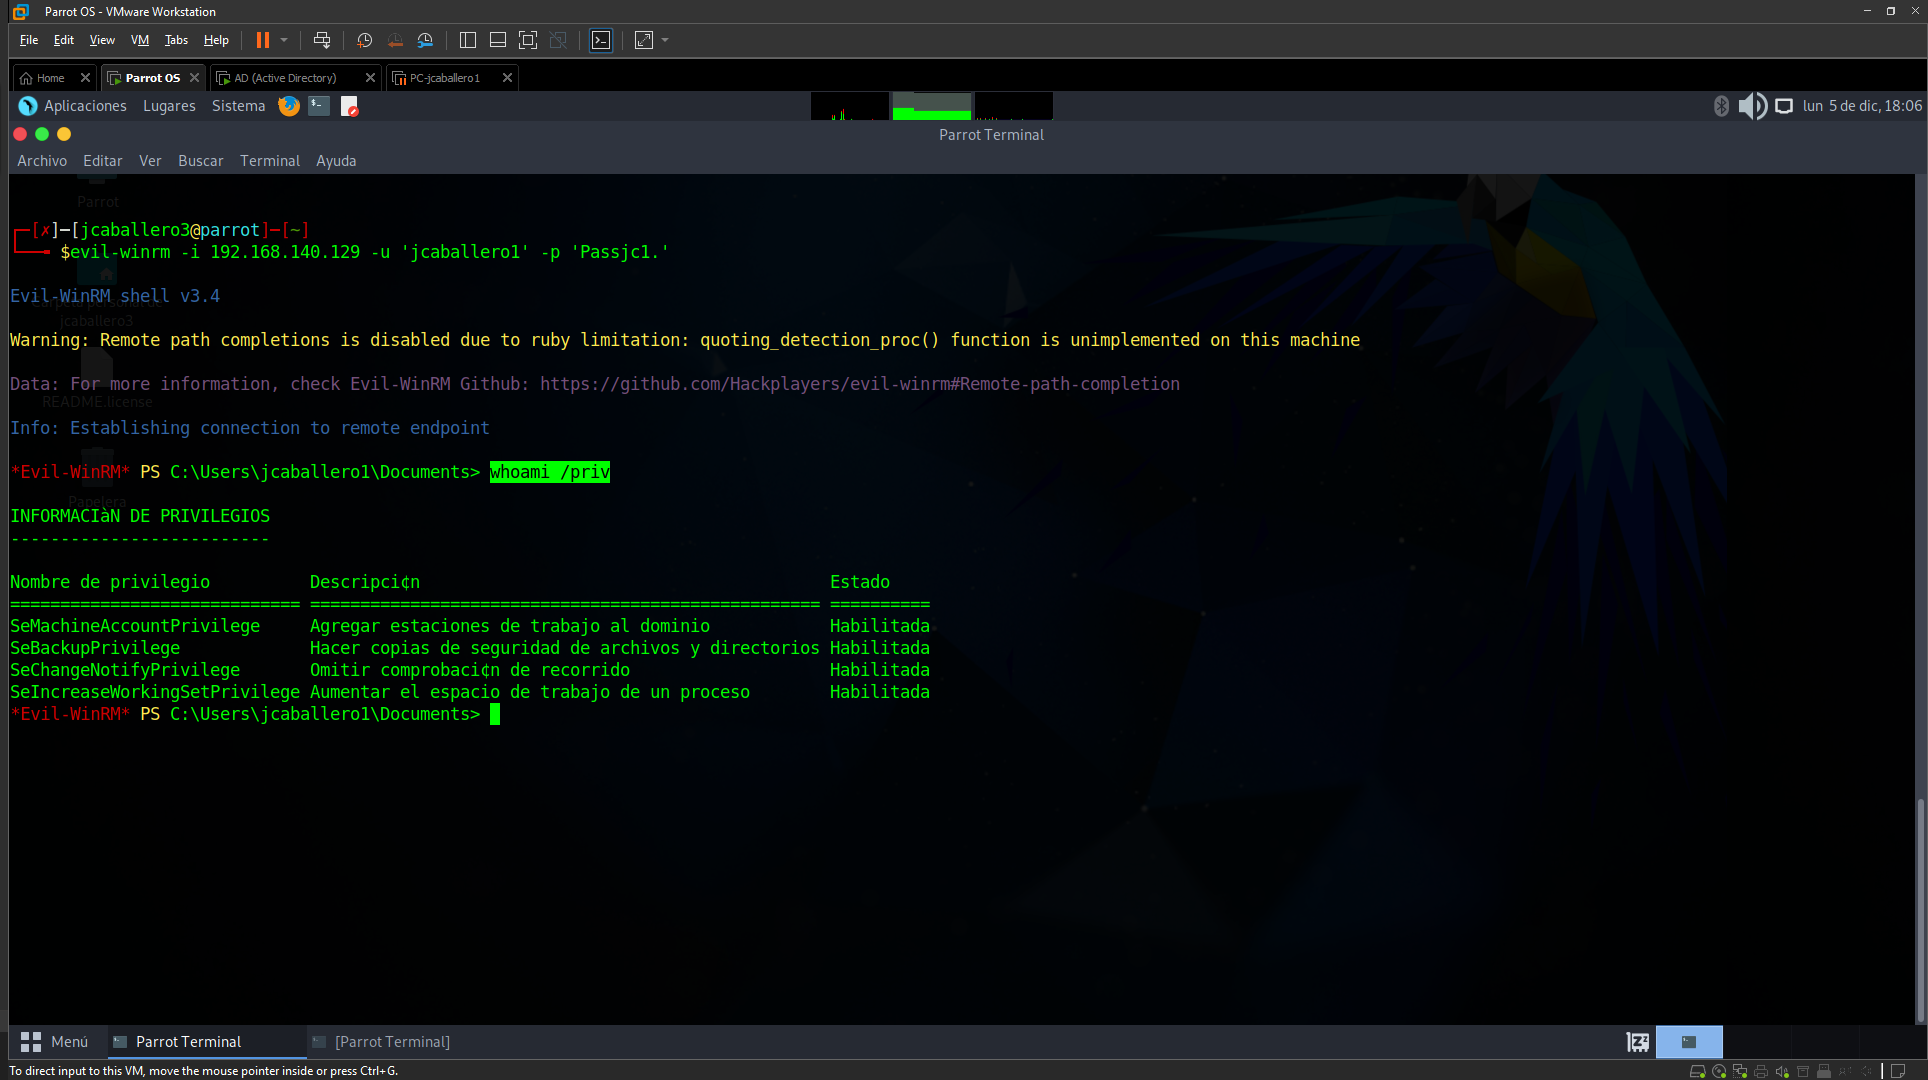 Parrot OS - VMware Workstation
File Edit View VM Tabs Help
Home Parrot OS AD (Active Directory) PC-jcaballero1
Aplicaciones Lugares Sistema lun 5 de dic, 18:06
Parrot Terminal
Archivo Editar Ver Buscar Terminal Ayuda
Parrot
┌─[✗]─[jcaballero3@parrot]─[~]
└──╼ $evil-winrm -i 192.168.140.129 -u 'jcaballero1' -p 'Passjc1.'
Evil-WinRM shell v3.4
Carpeta personal de
jcaballero3
Warning: Remote path completions is disabled due to ruby limitation: quoting_detection_proc() function is unimplemented on this machine
Data: For more information, check Evil-WinRM Github: https://github.com/Hackplayers/evil-winrm#Remote-path-completion
README.license
Info: Establishing connection to remote endpoint
*Evil-WinRM* PS C:\Users\jcaballero1\Documents> whoami /priv
Papelera
INFORMACIàN DE PRIVILEGIOS
--------------------------
Nombre de privilegio Descripci¢n Estado
============================= =================================================== ==========
SeMachineAccountPrivilege Agregar estaciones de trabajo al dominio Habilitada
SeBackupPrivilege Hacer copias de seguridad de archivos y directorios Habilitada
SeChangeNotifyPrivilege Omitir comprobaci¢n de recorrido Habilitada
SeIncreaseWorkingSetPrivilege Aumentar el espacio de trabajo de un proceso Habilitada
*Evil-WinRM* PS C:\Users\jcaballero1\Documents>
Menú Parrot Terminal [Parrot Terminal]
To direct input to this VM, move the mouse pointer inside or press Ctrl+G.